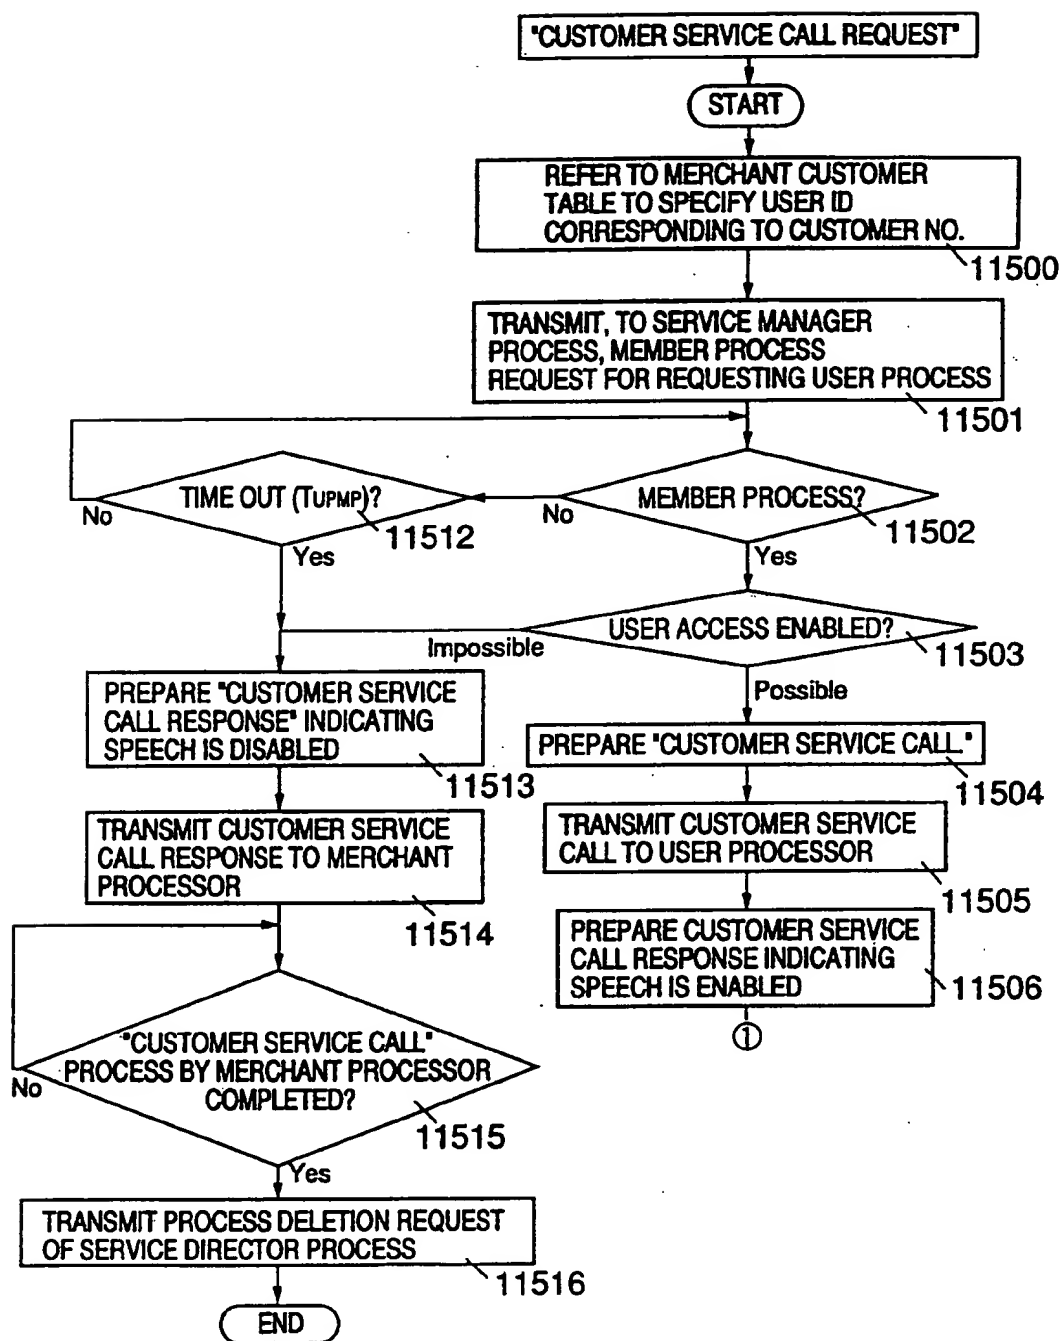 "CUSTOMER SERVICE CALL REQUEST"
START
REFER TO MERCHANT CUSTOMER
TABLE TO SPECIFY USER ID
CORRESPONDING TO CUSTOMER NO.
11500
TRANSMIT, TO SERVICE MANAGER
PROCESS, MEMBER PROCESS
REQUEST FOR REQUESTING USER PROCESS
11501
TIME OUT (TUPMP)?
No
11512
Yes
MEMBER PROCESS?
No
11502
Yes
USER ACCESS ENABLED?
Impossible
11503
Possible
PREPARE "CUSTOMER SERVICE
CALL RESPONSE" INDICATING
SPEECH IS DISABLED
11513
PREPARE "CUSTOMER SERVICE CALL"
11504
TRANSMIT CUSTOMER SERVICE
CALL RESPONSE TO MERCHANT
PROCESSOR
11514
TRANSMIT CUSTOMER SERVICE
CALL TO USER PROCESSOR
11505
PREPARE CUSTOMER SERVICE
CALL RESPONSE INDICATING
SPEECH IS ENABLED
11506
①
"CUSTOMER SERVICE CALL"
PROCESS BY MERCHANT PROCESSOR
COMPLETED?
No
11515
Yes
TRANSMIT PROCESS DELETION REQUEST
OF SERVICE DIRECTOR PROCESS
11516
END